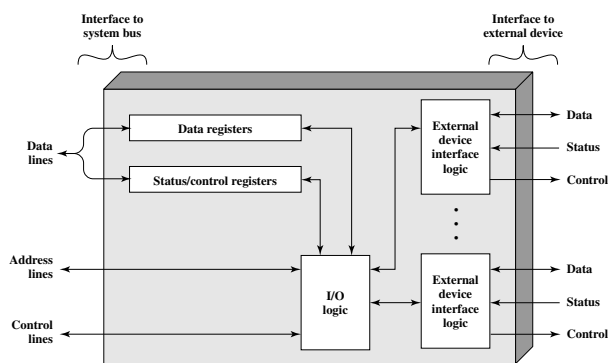 Interface to
system bus
Interface to
external device
Data registers
Status/control registers
Data
lines
External
device
interface
logic
Data
Status
Control
Address
lines
Control
lines
I/O
logic
External
device
interface
logic
Data
Status
Control